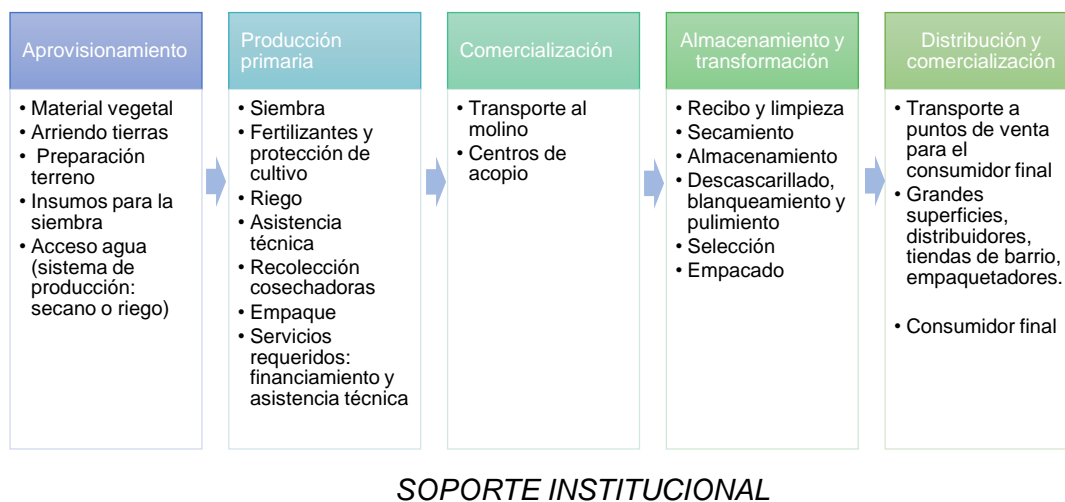 Aprovisionamiento
• Material vegetal
• Arriendo tierras
• Preparación
terreno
• Insumos para la
siembra
• Acceso agua
(sistema de
producción:
secano o riego)
Producción
primaria
• Siembra
• Fertilizantes y
protección de
cultivo
• Riego
• Asistencia
técnica
• Recolección
cosechadoras
• Empaque
• Servicios
requeridos:
financiamiento y
asistencia técnica
Comercialización
• Transporte al
molino
• Centros de
acopio
Almacenamiento y
transformación
• Recibo y limpieza
• Secamiento
• Almacenamiento
• Descascarillado,
blanqueamiento y
pulimiento
• Selección
• Empacado
Distribución y
comercialización
• Transporte a
puntos de venta
para el
consumidor final
• Grandes
superficies,
distribuidores,
tiendas de barrio,
empaquetadores.
• Consumidor final
SOPORTE INSTITUCIONAL